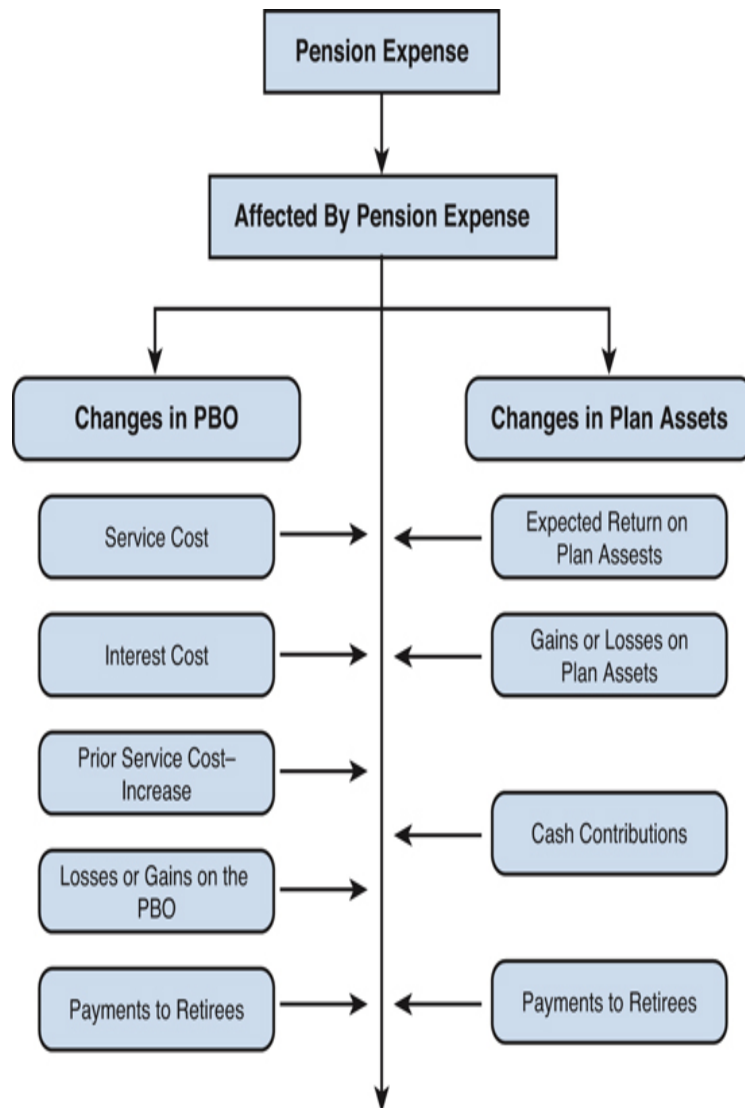 Pension Expense
Affected By Pension Expense
Changes in PBO
Service Cost
Interest Cost
Prior Service Cost–
Increase
Losses or Gains on the
PBO
Payments to Retirees
Changes in Plan Assets
Expected Return on
Plan Assests
Gains or Losses on
Plan Assets
Cash Contributions
Payments to Retirees